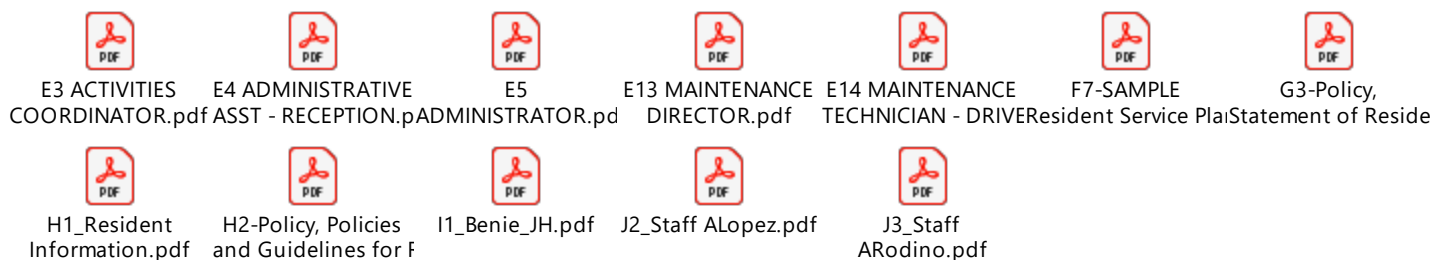 PDF PDF PDF PDF PDF PDF PDF
E3 ACTIVITIES E4 ADMINISTRATIVE E5 E13 MAINTENANCE E14 MAINTENANCE F7-SAMPLE G3-Policy,
COORDINATOR.pdf ASST - RECEPTION.p ADMINISTRATOR.pd DIRECTOR.pdf TECHNICIAN - DRIVE Resident Service Pla Statement of Reside
PDF PDF PDF PDF PDF
H1_Resident H2-Policy, Policies I1_Benie_JH.pdf J2_Staff ALopez.pdf J3_Staff
Information.pdf and Guidelines for ARodino.pdf